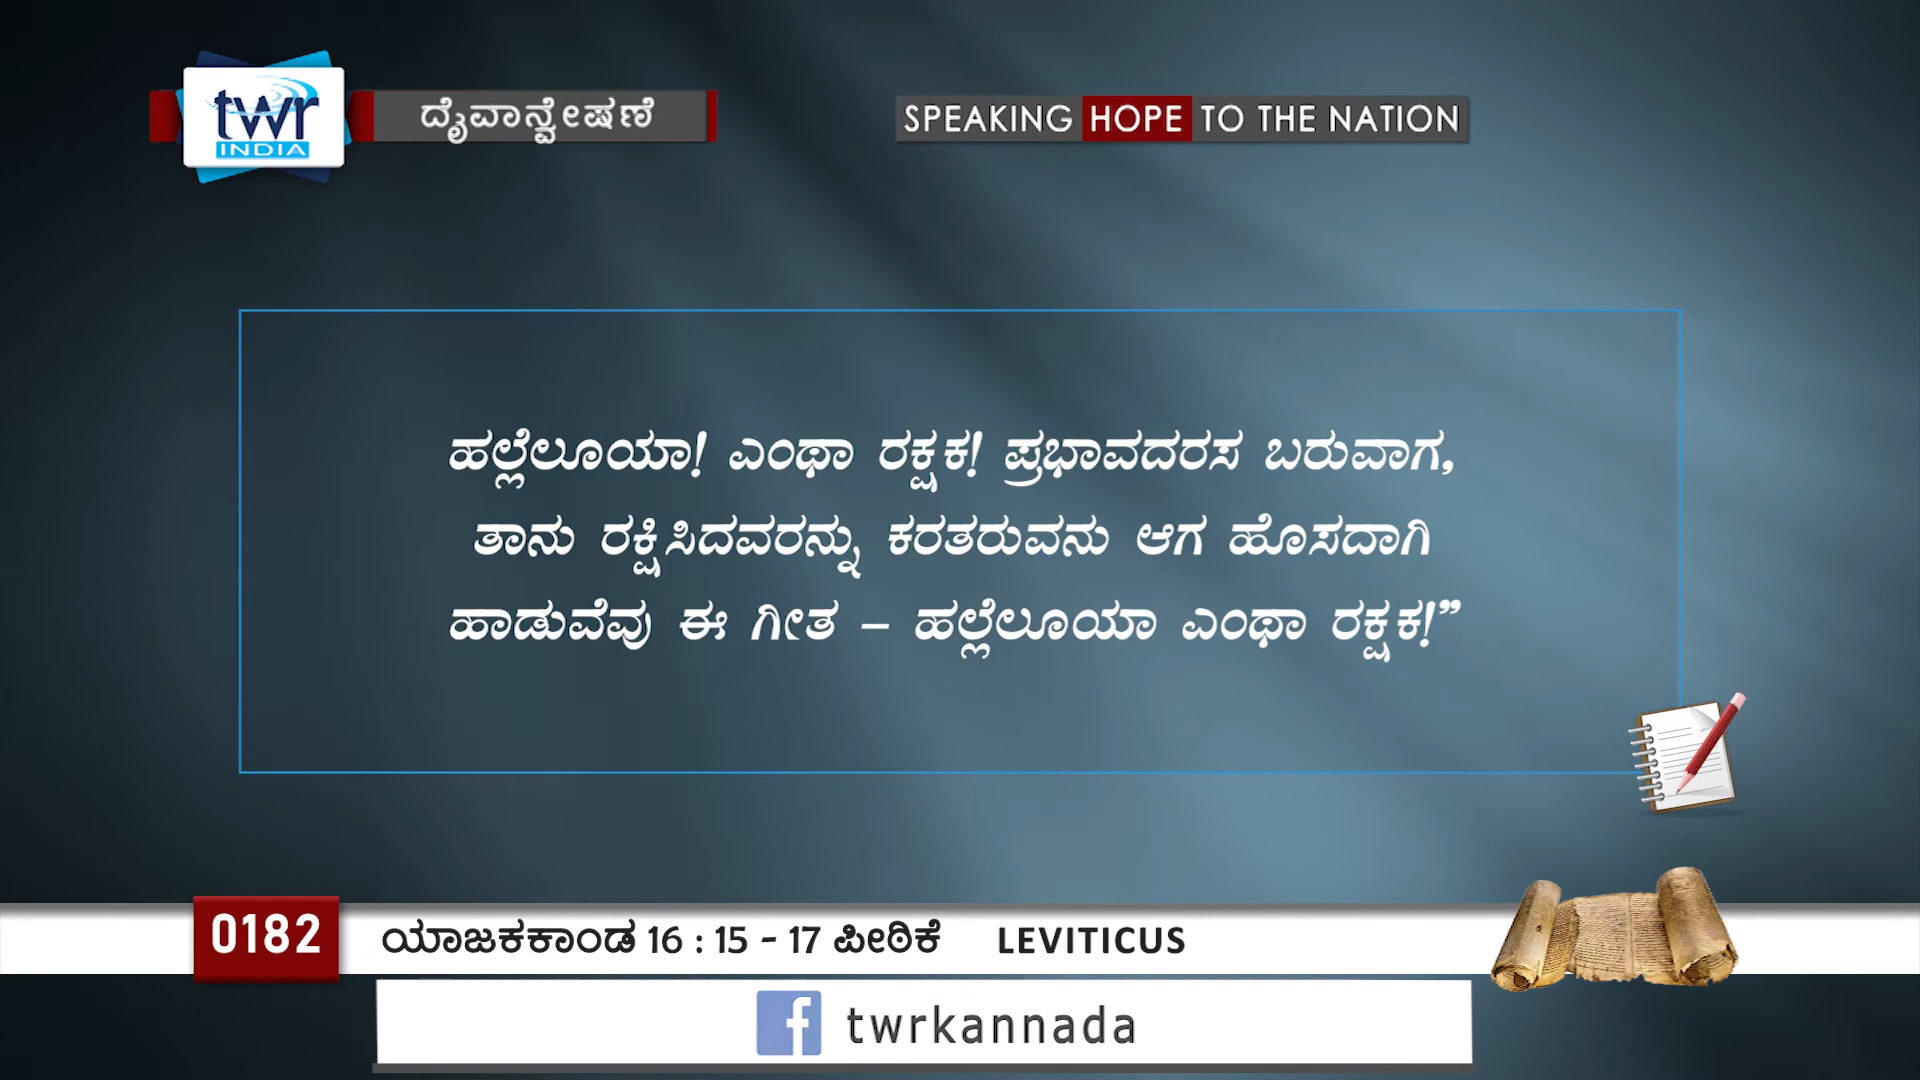 twr
INDIA
ದೈವಾನ್ವೇಷಣೆ
SPEAKING HOPE TO THE NATION
ಹಲ್ಲೆಲೂಯಾ! ಎಂಥಾ ರಕ್ಷಕ! ಪ್ರಭಾವದರಸ ಬರುವಾಗ,
ತಾನು ರಕ್ಷಿಸಿದವರನ್ನು ಕರತರುವನು ಆಗ ಹೊಸದಾಗಿ
ಹಾಡುವೆವು ಈ ಗೀತ – ಹಲ್ಲೆಲೂಯಾ ಎಂಥಾ ರಕ್ಷಕ!”
0182 ಯಾಜಕಕಾಂಡ 16 : 15 - 17 ಪೀಠಿಕೆ LEVITICUS
twrkannada